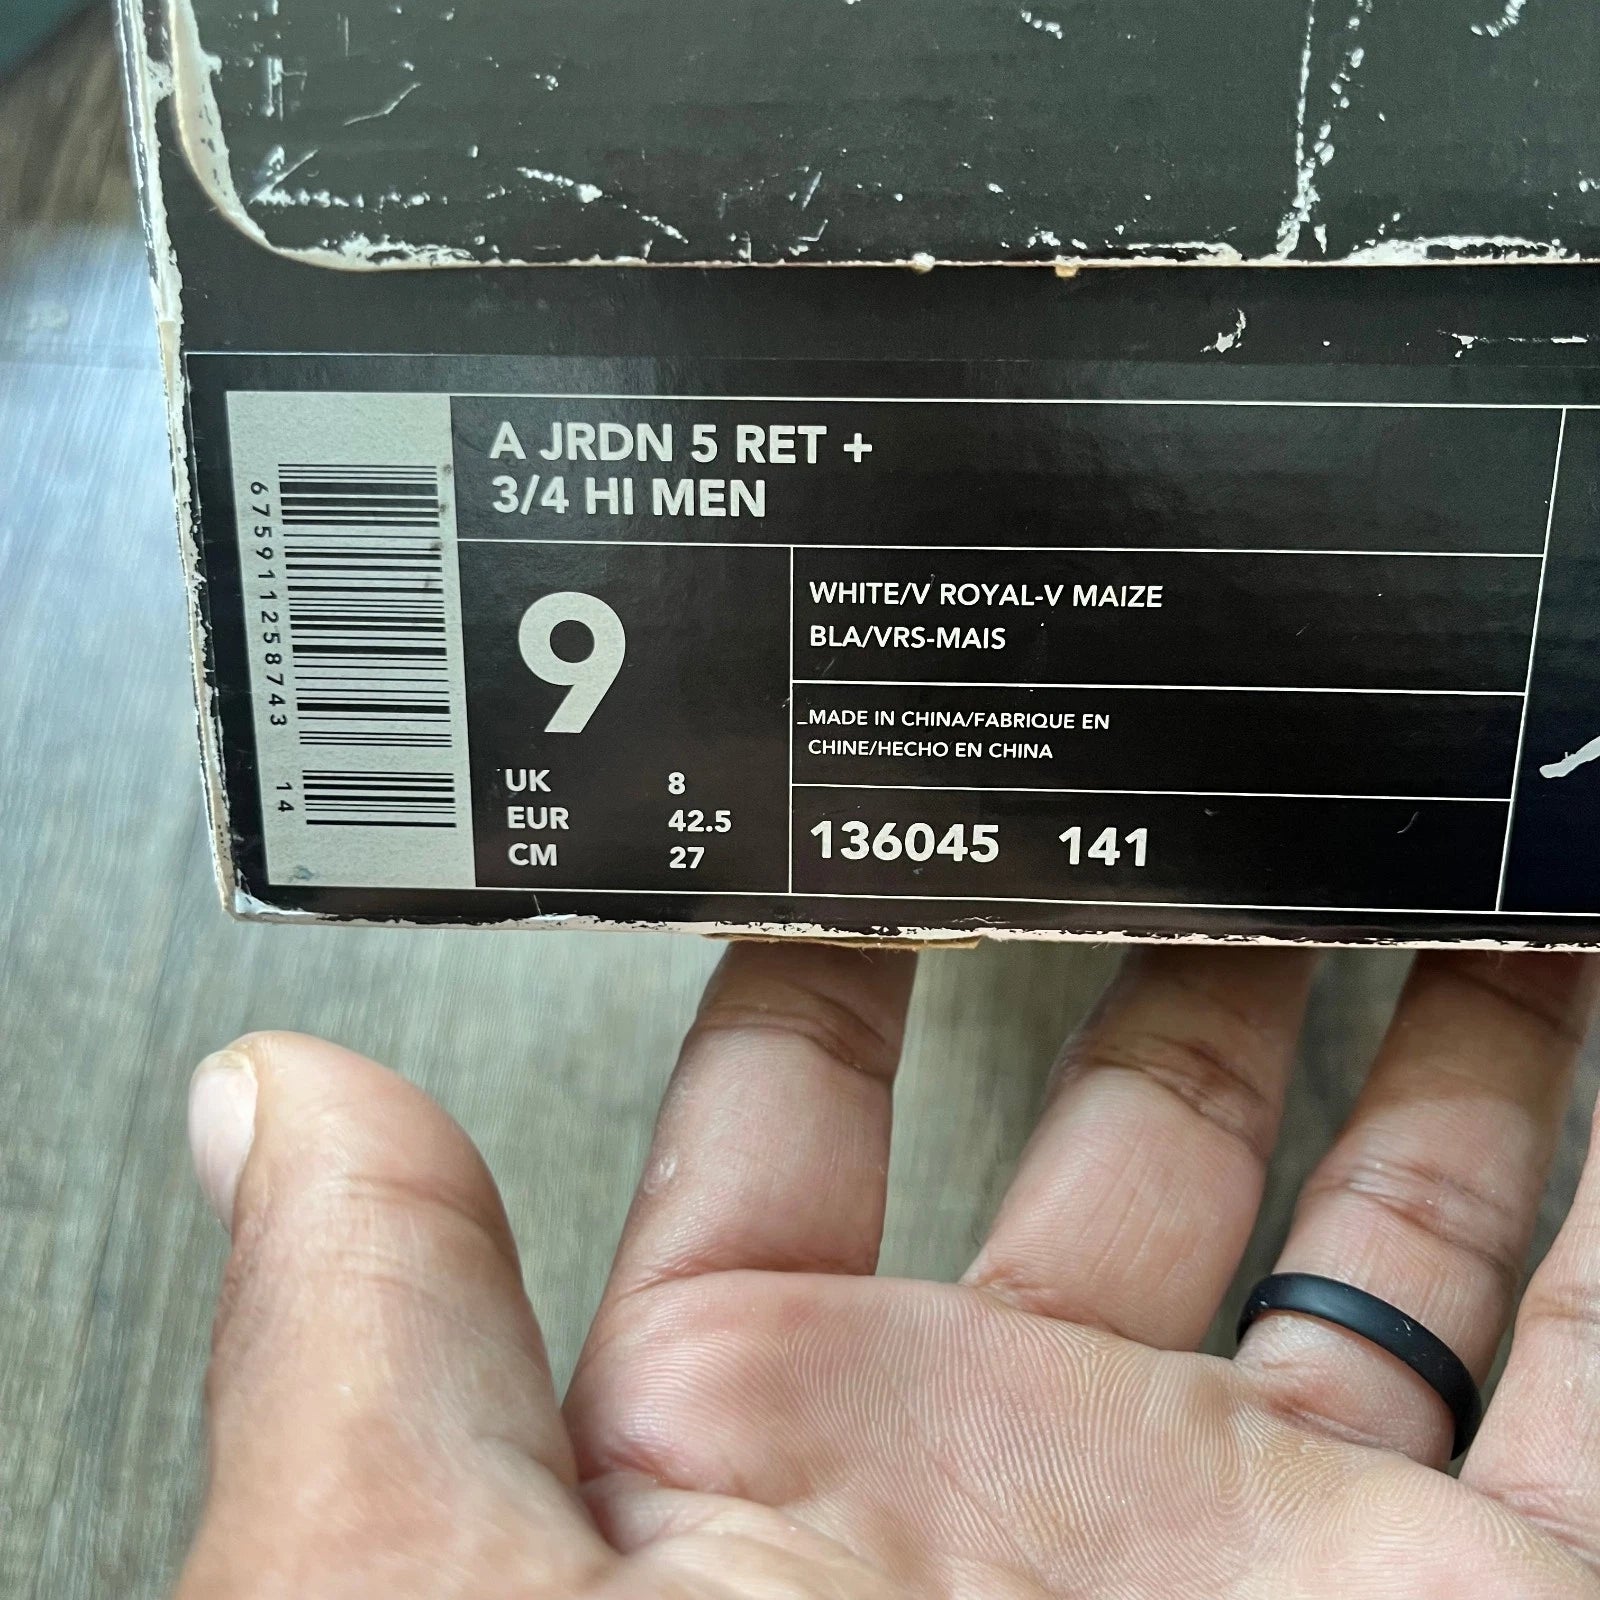 A JRDN 5 RET +
3/4 HI MEN
675911258743 14
9
UK 8
EUR 42.5
CM 27
WHITE/V ROYAL-V MAIZE
BLA/VRS-MAIS
MADE IN CHINA/FABRIQUE EN
CHINE/HECHO EN CHINA
136045 141